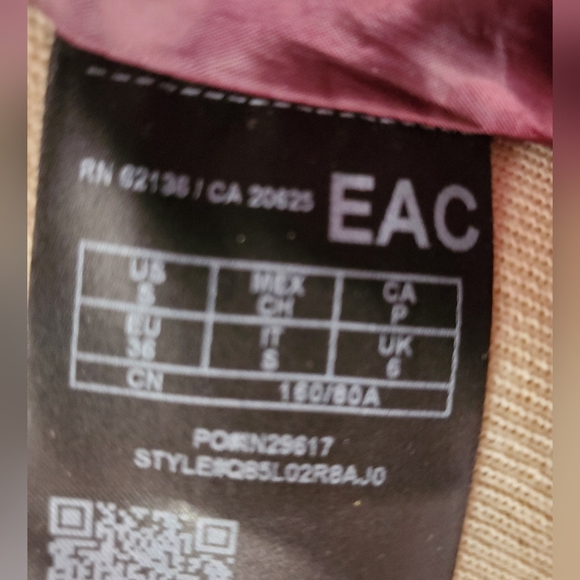 RN 62136 / CA 20625
EAC
US MEX CA
S CH P
EU IT UK
36 S 6
CN 160/80A
PO#IN29617
STYLE#Q85L02R8AJ0